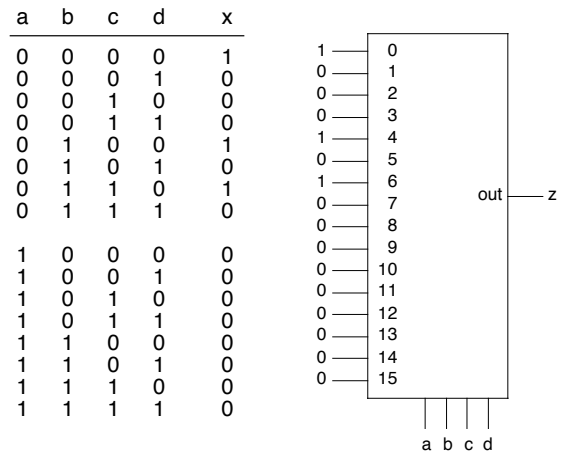 a b c d x
0 0 0 0 1
0 0 0 1 0
0 0 1 0 0
0 0 1 1 0
0 1 0 0 1
0 1 0 1 0
0 1 1 0 1
0 1 1 1 0
1 0 0 0 0
1 0 0 1 0
1 0 1 0 0
1 0 1 1 0
1 1 0 0 0
1 1 0 1 0
1 1 1 0 0
1 1 1 1 0
1 0
0 1
0 2
0 3
1 4
0 5
1 6
0 7
0 8
0 9
0 10
0 11
0 12
0 13
0 14
0 15
out z
a b c d